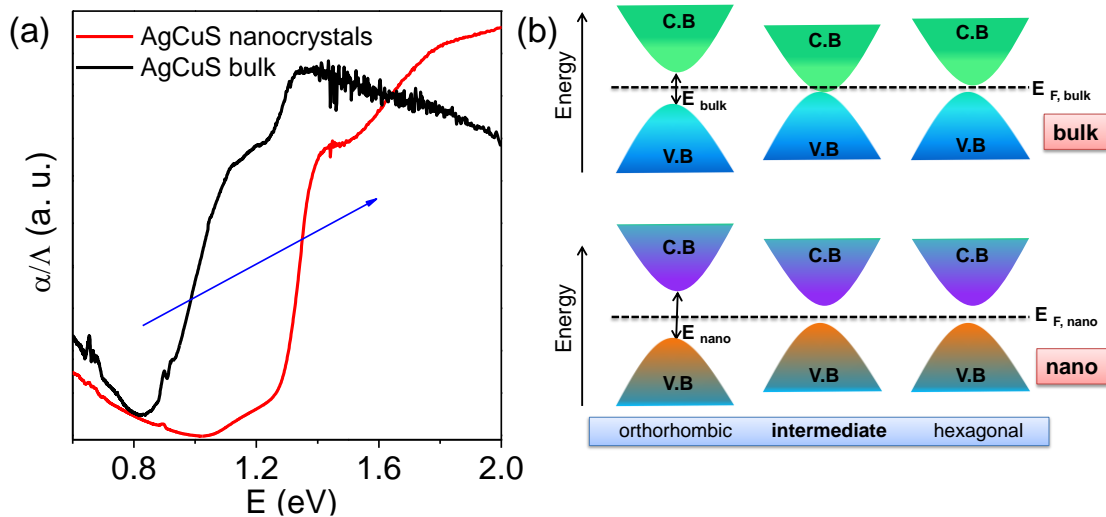 (a)
AgCuS nanocrystals
AgCuS bulk
α/Λ (a. u.)
0.8 1.2 1.6 2.0
E (eV)
(b)
Energy
C.B C.B C.B
E bulk
E F, bulk
V.B V.B V.B
bulk
Energy
C.B C.B C.B
E nano
E F, nano
V.B V.B V.B
nano
orthorhombic intermediate hexagonal